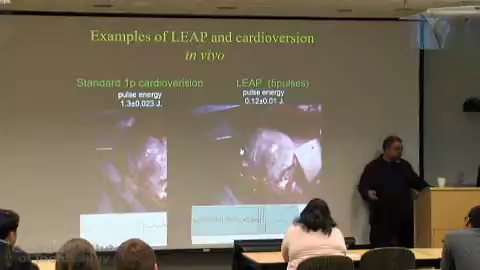 Examples of LEAP and cardioversion
in vivo
Standard 1p cardioverision
pulse energy
1.3±0.023 J.
LEAP (5pulses)
pulse energy
0.12±0.01 J.